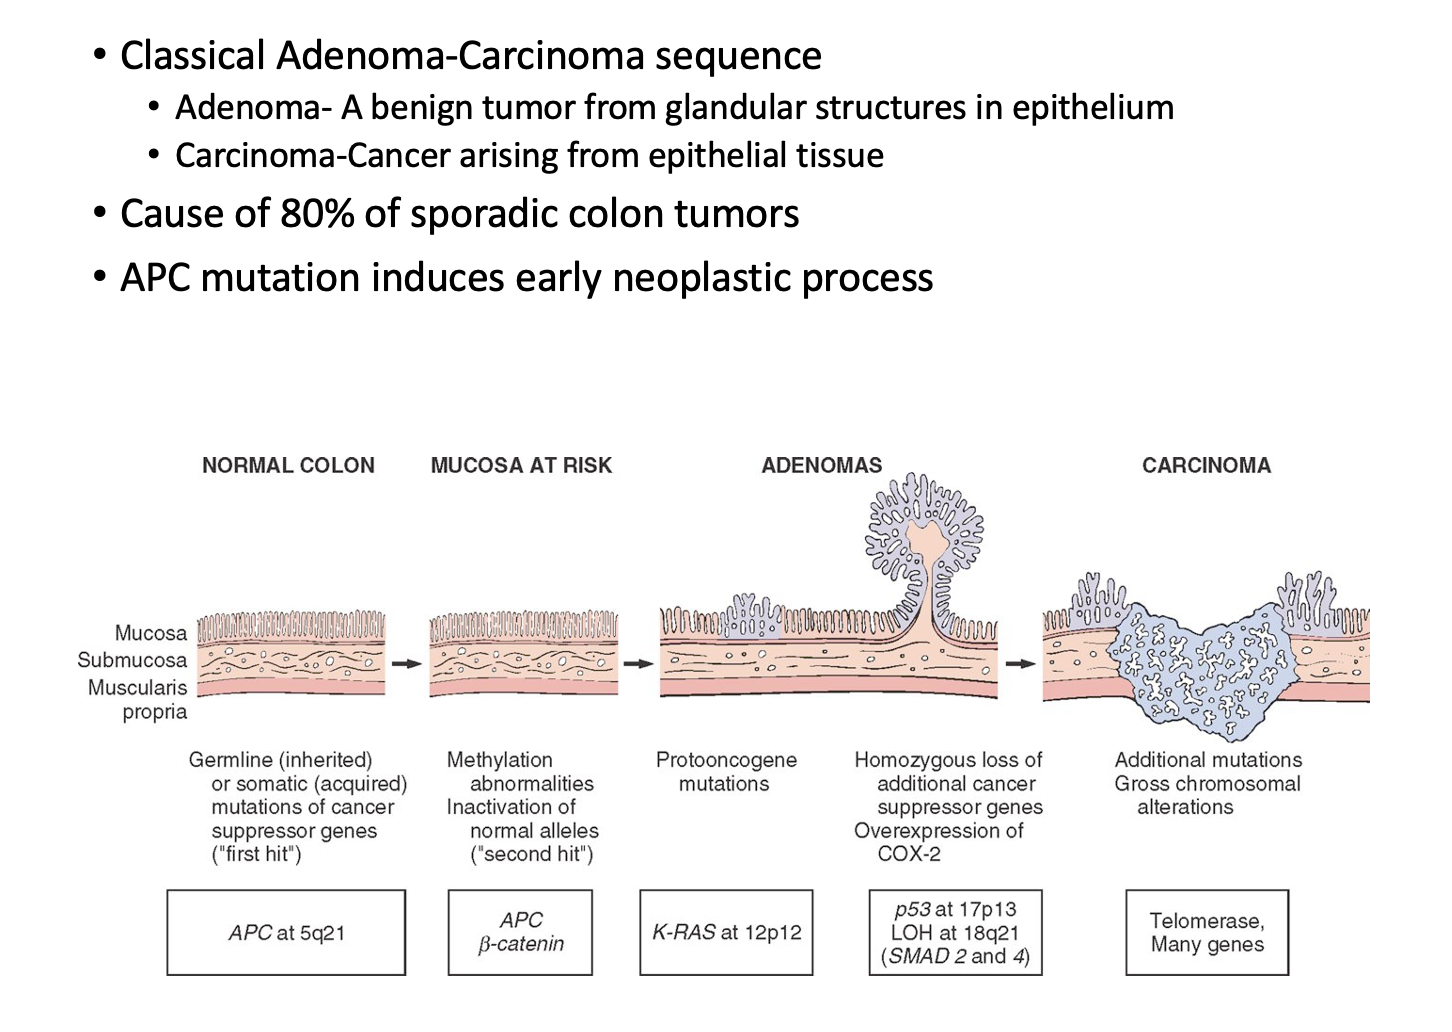 • Classical Adenoma-Carcinoma sequence
• Adenoma- A benign tumor from glandular structures in epithelium
• Carcinoma-Cancer arising from epithelial tissue
• Cause of 80% of sporadic colon tumors
• APC mutation induces early neoplastic process
NORMAL COLON
MUCOSA AT RISK
ADENOMAS
CARCINOMA
Mucosa
Submucosa
Muscularis
propria
Germline (inherited)
or somatic (acquired)
mutations of cancer
suppressor genes
("first hit")
Methylation
abnormalities
Inactivation of
normal alleles
("second hit")
Protooncogene
mutations
Homozygous loss of
additional cancer
suppressor genes
Overexpression of
COX-2
Additional mutations
Gross chromosomal
alterations
APC at 5q21
APC
β-catenin
K-RAS at 12p12
p53 at 17p13
LOH at 18q21
(SMAD 2 and 4)
Telomerase,
Many genes